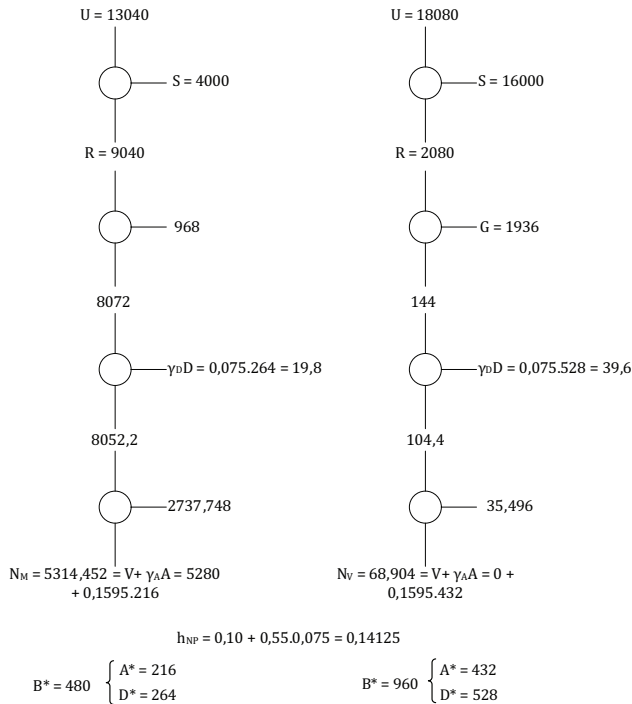 U = 13040
S = 4000
R = 9040
968
8072
γDD = 0,075.264 = 19,8
8052,2
2737,748
NM = 5314,452 = V+ γAA = 5280
+ 0,1595.216
U = 18080
S = 16000
R = 2080
G = 1936
144
γDD = 0,075.528 = 39,6
104,4
35,496
NV = 68,904 = V+ γAA = 0 +
0,1595.432
hNP = 0,10 + 0,55.0,075 = 0,14125
B* = 480
A* = 216
D* = 264
B* = 960
A* = 432
D* = 528